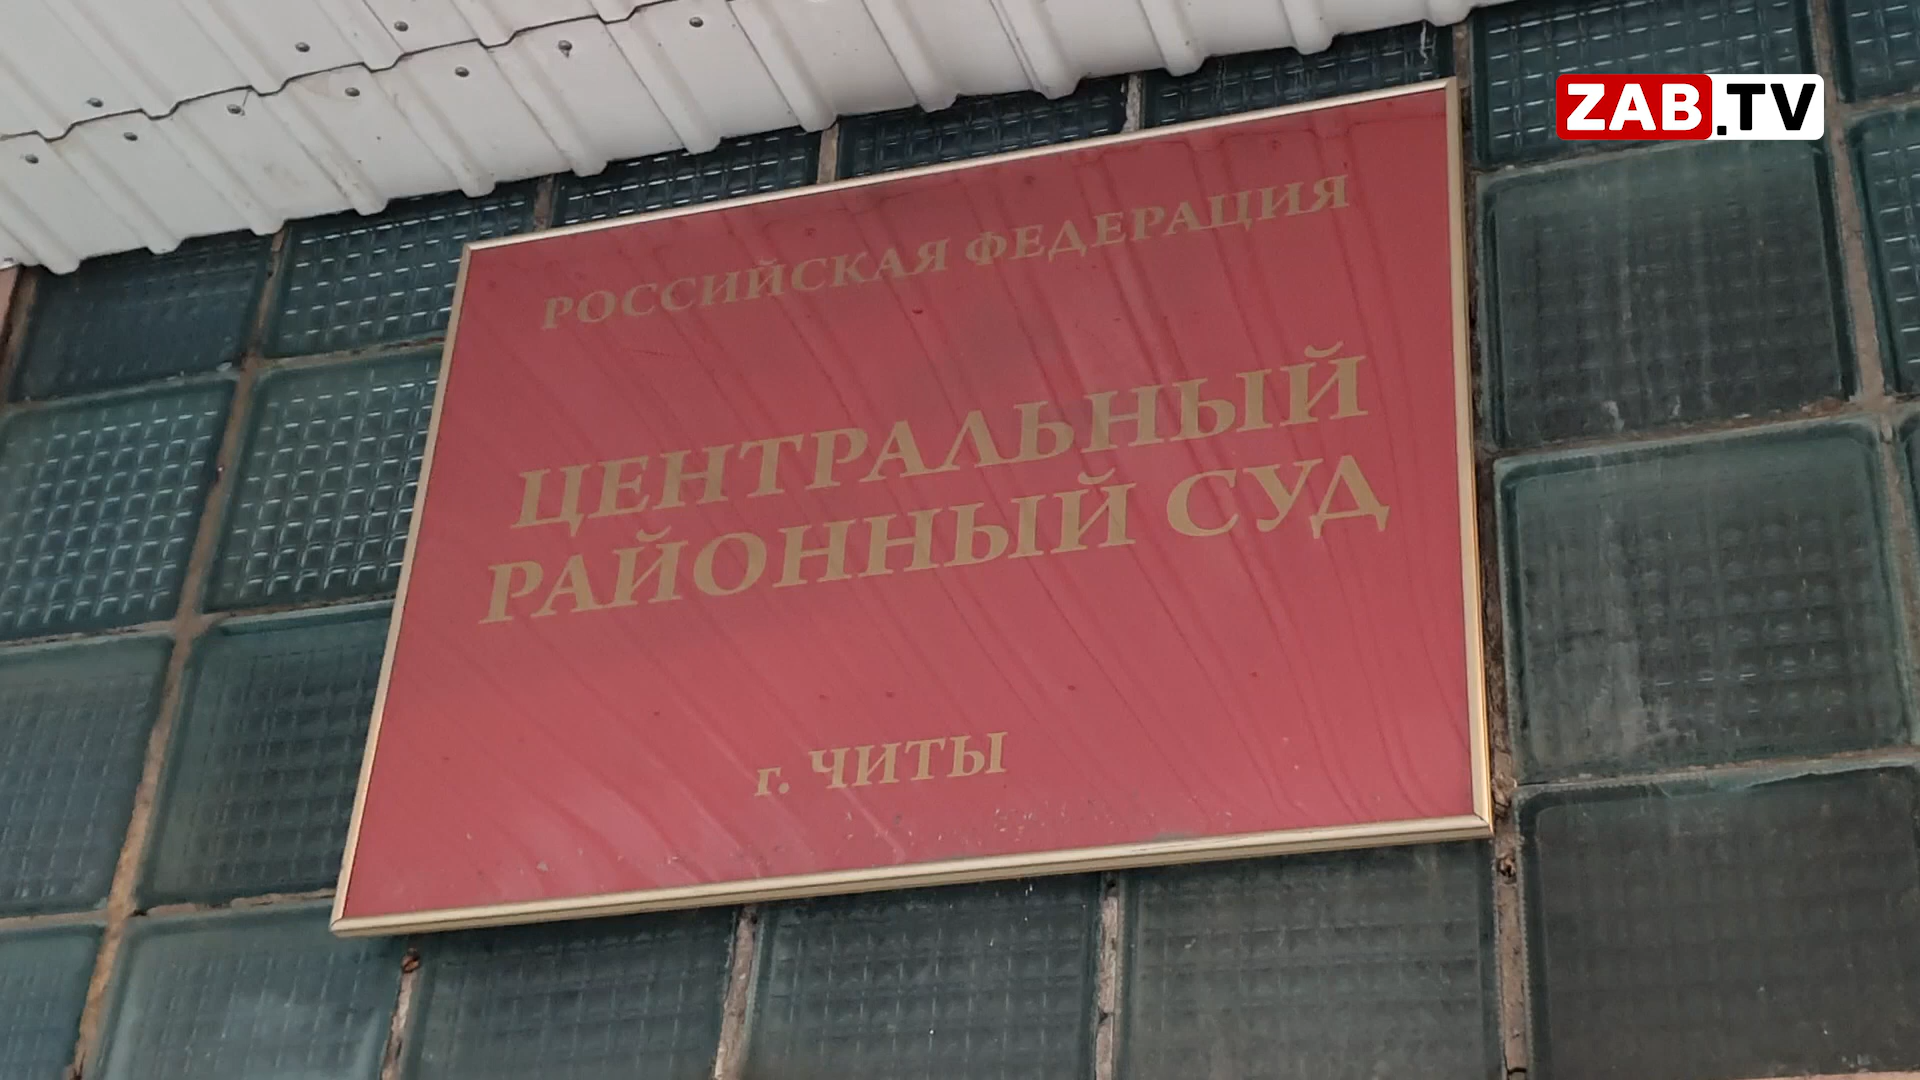 ZAB.TV
РОССИЙСКАЯ ФЕДЕРАЦИЯ
ЦЕНТРАЛЬНЫЙ
РАЙОННЫЙ СУД
г. ЧИТЫ